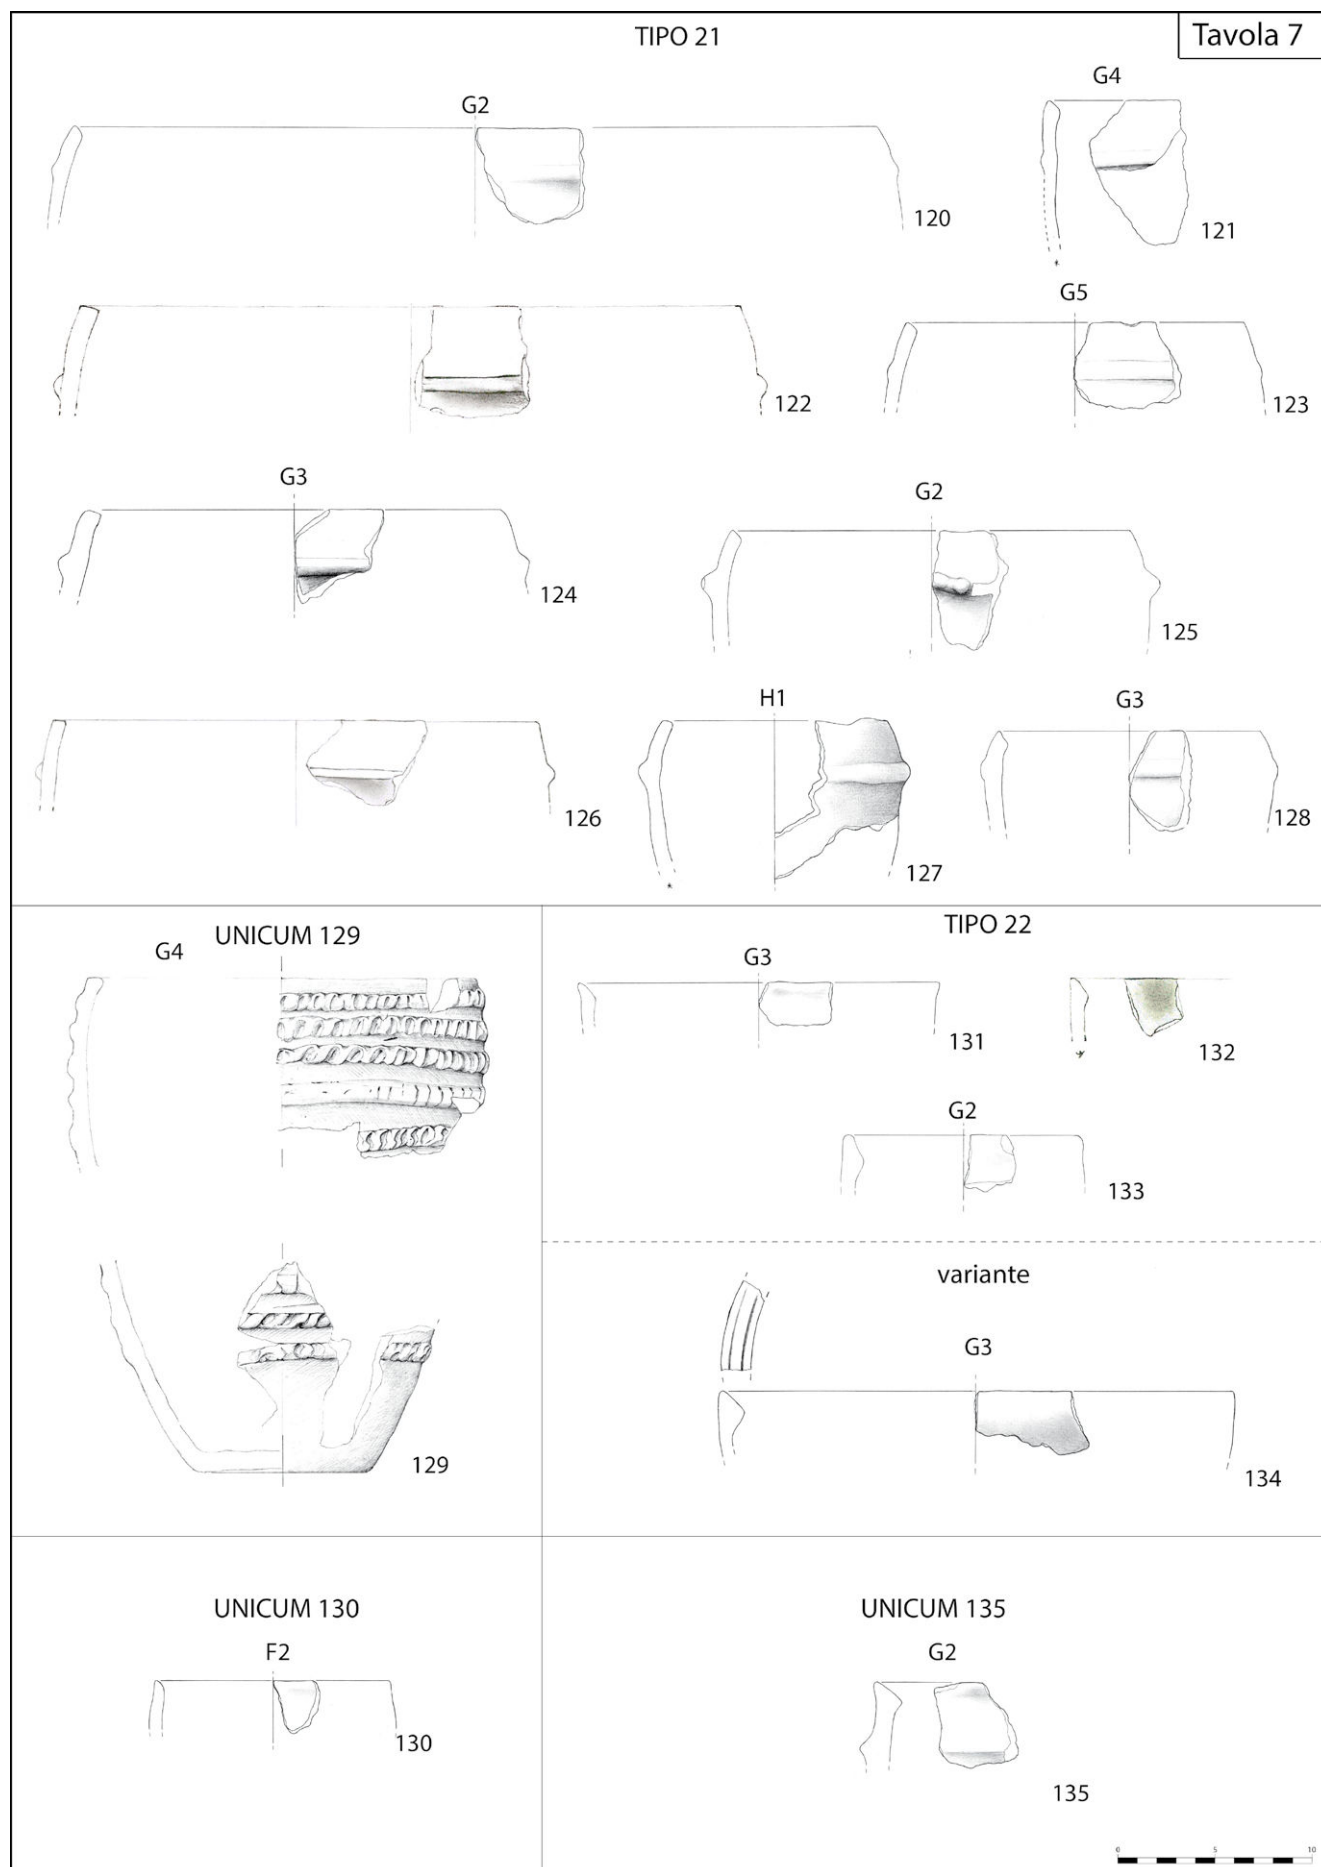 TIPO 21
Tavola 7
G2
120
G4
121
122
G5
123
G3
124
G2
125
126
H1
127
G3
128
UNICUM 129
G4
129
TIPO 22
G3
131
132
G2
133
variante
G3
134
UNICUM 130
F2
130
UNICUM 135
G2
135
0 5 10